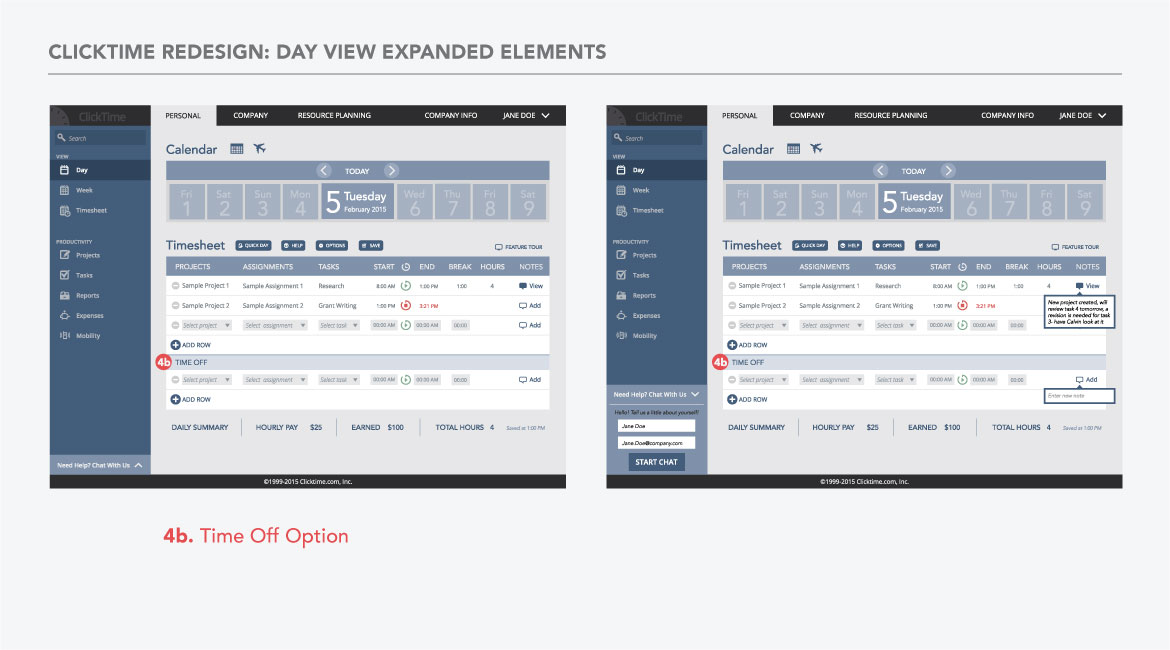 CLICKTIME REDESIGN: DAY VIEW EXPANDED ELEMENTS
ClickTime
PERSONAL COMPANY RESOURCE PLANNING COMPANY INFO JANE DOE
Search
VIEW
Day
Week
Timesheet
PRODUCTIVITY
Projects
Tasks
Reports
Expenses
Mobility
Need Help? Chat With Us
Calendar
TODAY
Fri 1 Sat 2 Sun 3 Mon 4 5 Tuesday February 2015 Wed 6 Thu 7 Fri 8 Sat 9
Timesheet QUICK DAY HELP OPTIONS SAVE FEATURE TOUR
PROJECTS ASSIGNMENTS TASKS START END BREAK HOURS NOTES
Sample Project 1 Sample Assignment 1 Research 8:00 AM 1:00 PM 1:00 4 View
Sample Project 2 Sample Assignment 2 Grant Writing 1:00 PM 3:21 PM Add
Select project Select assignment Select task 00:00 AM 00:00 AM 00:00 Add
ADD ROW
4b TIME OFF
Select project Select assignment Select task 00:00 AM 00:00 AM 00:00 Add
ADD ROW
DAILY SUMMARY HOURLY PAY $25 EARNED $100 TOTAL HOURS 4 Saved at 1:00 PM
©1999-2015 Clicktime.com, Inc.
ClickTime
PERSONAL COMPANY RESOURCE PLANNING COMPANY INFO JANE DOE
Search
VIEW
Day
Week
Timesheet
PRODUCTIVITY
Projects
Tasks
Reports
Expenses
Mobility
Need Help? Chat With Us
Hello! Tell us a little about yourself!
Jane Doe
Jane.Doe@company.com
START CHAT
Calendar
TODAY
Fri 1 Sat 2 Sun 3 Mon 4 5 Tuesday February 2015 Wed 6 Thu 7 Fri 8 Sat 9
Timesheet QUICK DAY HELP OPTIONS SAVE FEATURE TOUR
PROJECTS ASSIGNMENTS TASKS START END BREAK HOURS NOTES
Sample Project 1 Sample Assignment 1 Research 8:00 AM 1:00 PM 1:00 4 View
New project created, will
review task 4 tomorrow, a
revision is needed for task
3- have Calvin look at it
Sample Project 2 Sample Assignment 2 Grant Writing 1:00 PM 3:21 PM
Select project Select assignment Select task 00:00 AM 00:00 AM 00:00
ADD ROW
4b TIME OFF
Select project Select assignment Select task 00:00 AM 00:00 AM 00:00 Add
Enter new note
ADD ROW
DAILY SUMMARY HOURLY PAY $25 EARNED $100 TOTAL HOURS 4 Saved at 1:00 PM
©1999-2015 Clicktime.com, Inc.
4b. Time Off Option